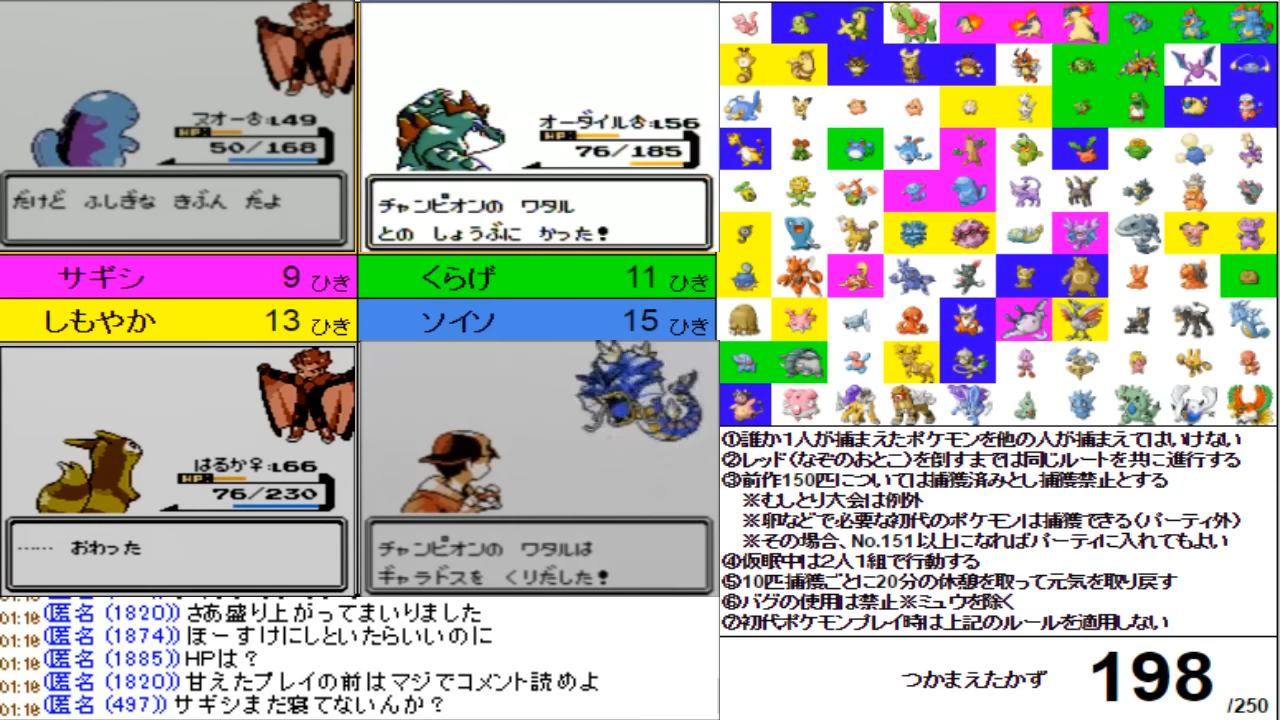 ヌオー♂:L49
HP:
50/168
だけど ふしぎな きぶん だよ
オーダイル♂:L56
HP:
76/185
チャンピオンの ワタル
との しょうぶに かった!
サギシ 9 ひき
くらげ 11 ひき
しもやか 13 ひき
ソイソ 15 ひき
はるか♀:L66
HP:
76/230
‥‥ おわった
チャンピオンの ワタルは
ギャラドスを くりだした!
01:18 (匿名 (1820)) さあ盛り上がってまいりました
01:18 (匿名 (1874)) ほーすけにしといたらいいのに
01:18 (匿名 (1885)) HPは?
01:18 (匿名 (1820)) 甘えたプレイの前はマジでコメント読めよ
01:18 (匿名 (497)) サギシまだ寝てないんか?
①誰か1人が捕まえたポケモンを他の人が捕まえてはいけない
②レッド(なぞのおとこ)を倒すまでは同じルートを共に進行する
③前作150匹については捕獲済みとし捕獲禁止とする
※むしとり大会は例外
※卵などで必要な初代のポケモンは捕獲できる(パーティ外)
※その場合、No.151以上になればパーティに入れてもよい
④仮眠中は2人1組で行動する
⑤10匹捕獲ごとに20分の休憩を取って元気を取り戻す
⑥バグの使用は禁止※ミュウを除く
⑦初代ポケモンプレイ時は上記のルールを適用しない
つかまえたかず 198 /250